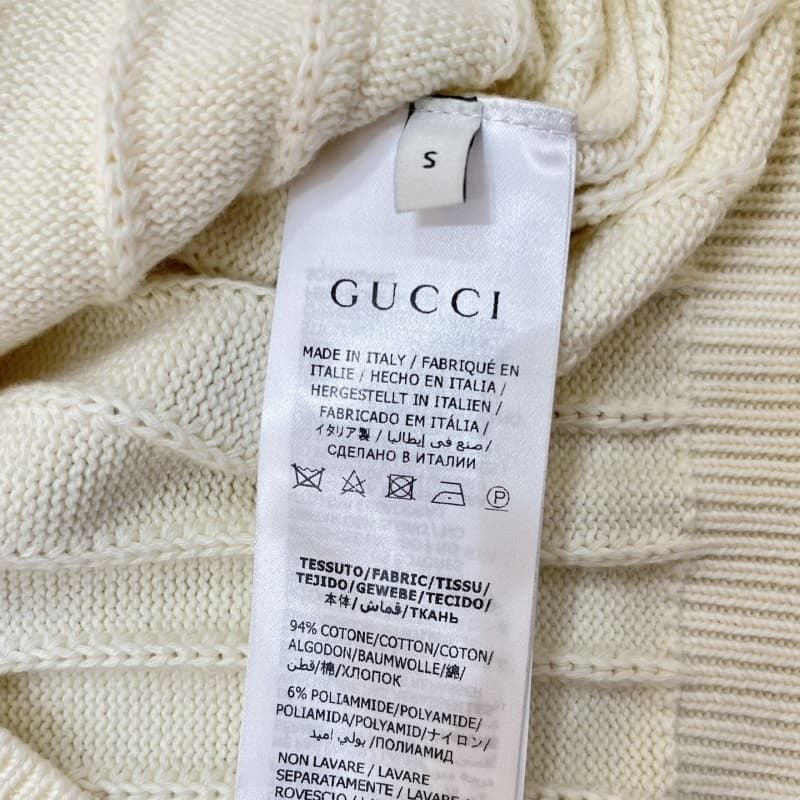 S
GUCCI
MADE IN ITALY / FABRIQUÉ EN
ITALIE / HECHO EN ITALIA /
HERGESTELLT IN ITALIEN /
FABRICADO EM ITÁLIA /
イタリア製 / صنع في إيطاليا /
СДЕЛАНО В ИТАЛИИ
P
TESSUTO/FABRIC/TISSU/
TEJIDO/GEWEBE/TECIDO/
本体/قماش/ТКАНЬ
94% COTONE/COTTON/COTON/
ALGODON/BAUMWOLLE/綿/
قطن/棉/ХЛОПОК
6% POLIAMMIDE/POLYAMIDE/
POLIAMIDA/POLYAMID/ナイロン/
بولي اميد/ПОЛИАМИД
NON LAVARE / LAVARE
SEPARATAMENTE / LAVARE
ROVESCIO / LAVARE